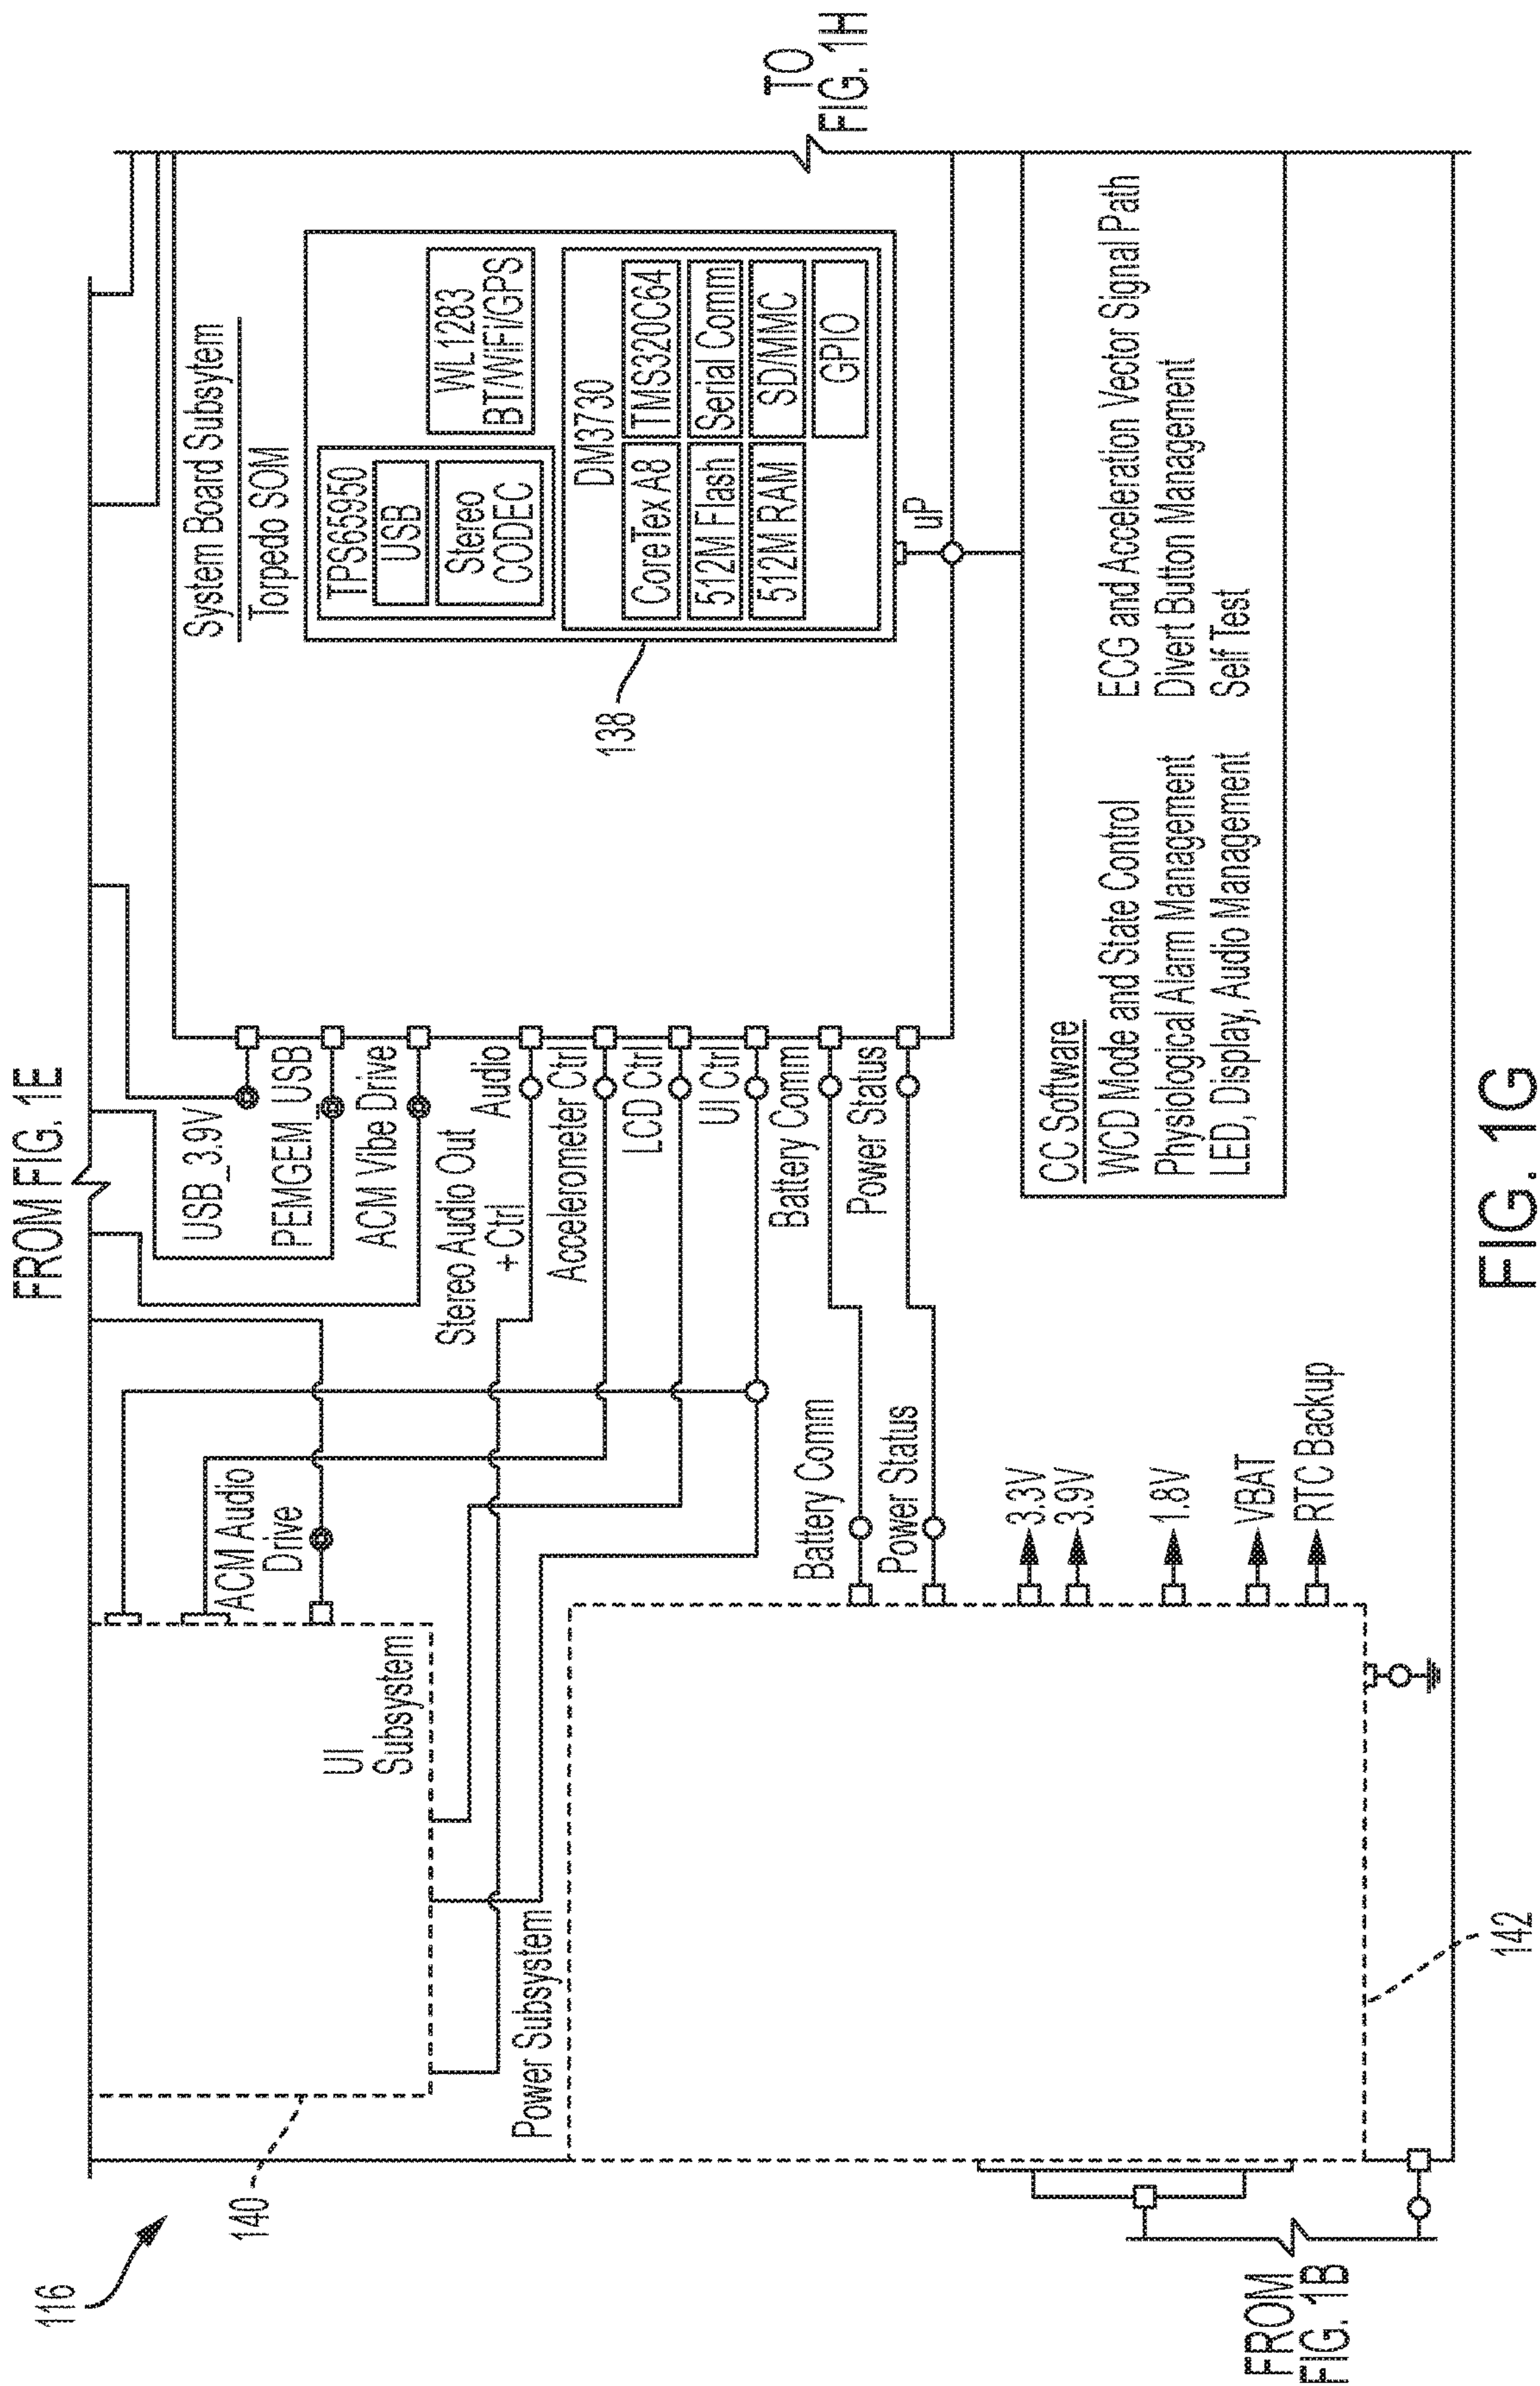 FROM FIG. 1E
116
140
UI
Subsystem
ACM Audio
Drive
USB_3.9V
PEMGEM_USB
ACM Vibe Drive
Stereo Audio Out
+ Ctrl
Audio
Accelerometer Ctrl
LCD Ctrl
UI Ctrl
Battery Comm
Power Status
System Board Subsytem
Torpedo SOM
TPS65950
USB
Stereo
CODEC
WL1283
BT/WiFi/GPS
DM3730
CoreTex A8
TMS320C64
512M Flash
Serial Comm
512M RAM
SD/MMC
GPIO
138
uP
TO
FIG. 1H
Power Subsystem
Battery Comm
Power Status
3.3V
3.9V
1.8V
VBAT
RTC Backup
142
FROM
FIG. 1B
CC Software
WCD Mode and State Control
Physiological Alarm Management
LED, Display, Audio Management
ECG and Acceleration Vector Signal Path
Divert Button Management
Self Test
FIG. 1G